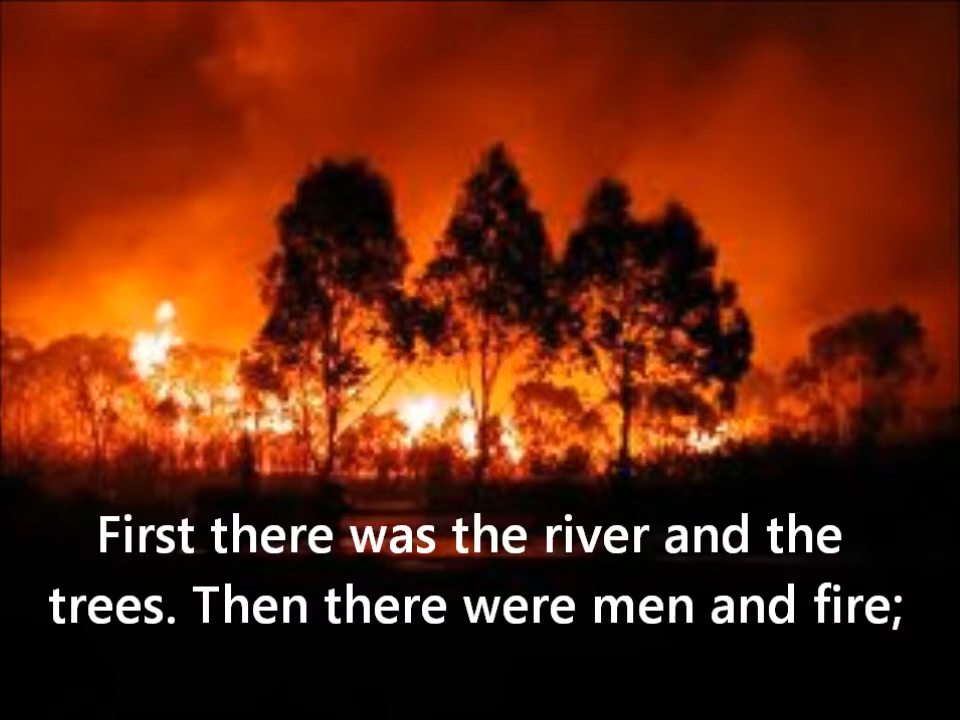 First there was the river and the
trees. Then there were men and fire;